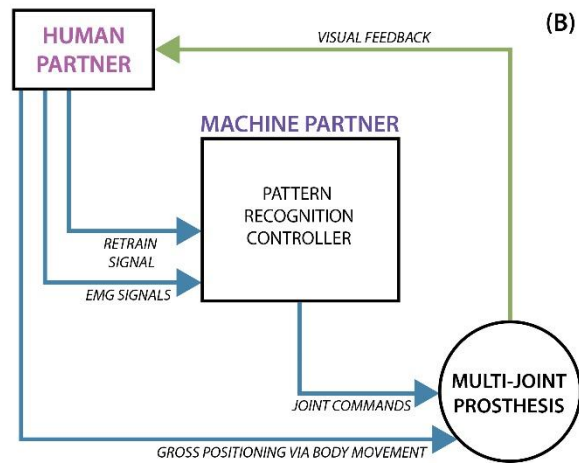 (B)
HUMAN
PARTNER
VISUAL FEEDBACK
MACHINE PARTNER
PATTERN
RECOGNITION
CONTROLLER
RETRAIN
SIGNAL
EMG SIGNALS
MULTI-JOINT
PROSTHESIS
JOINT COMMANDS
GROSS POSITIONING VIA BODY MOVEMENT